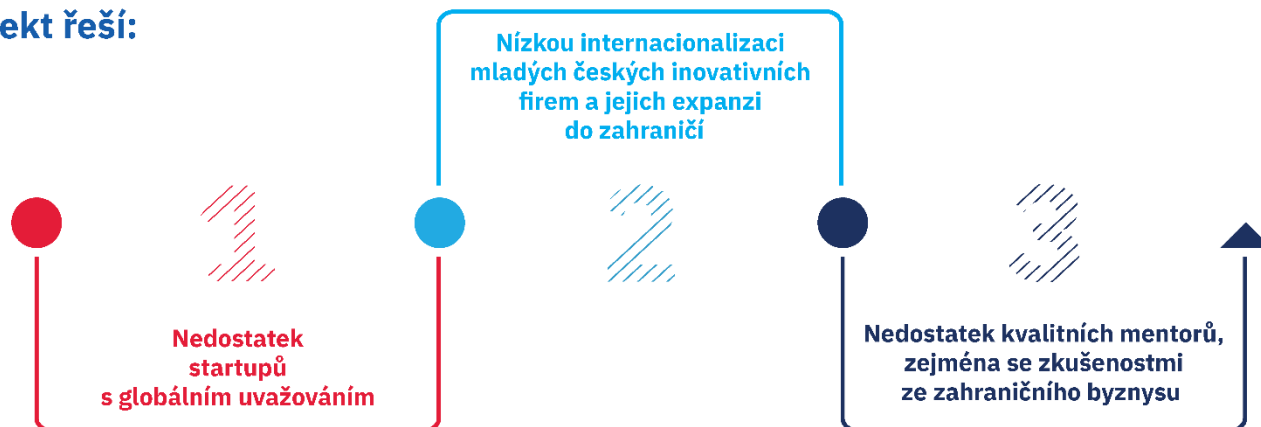 ekt řeší:
Nízkou internacionalizaci
mladých českých inovativních
firem a jejich expanzi
do zahraničí
1
2
3
Nedostatek
startupů
s globálním uvažováním
Nedostatek kvalitních mentorů,
zejména se zkušenostmi
ze zahraničního byznysu